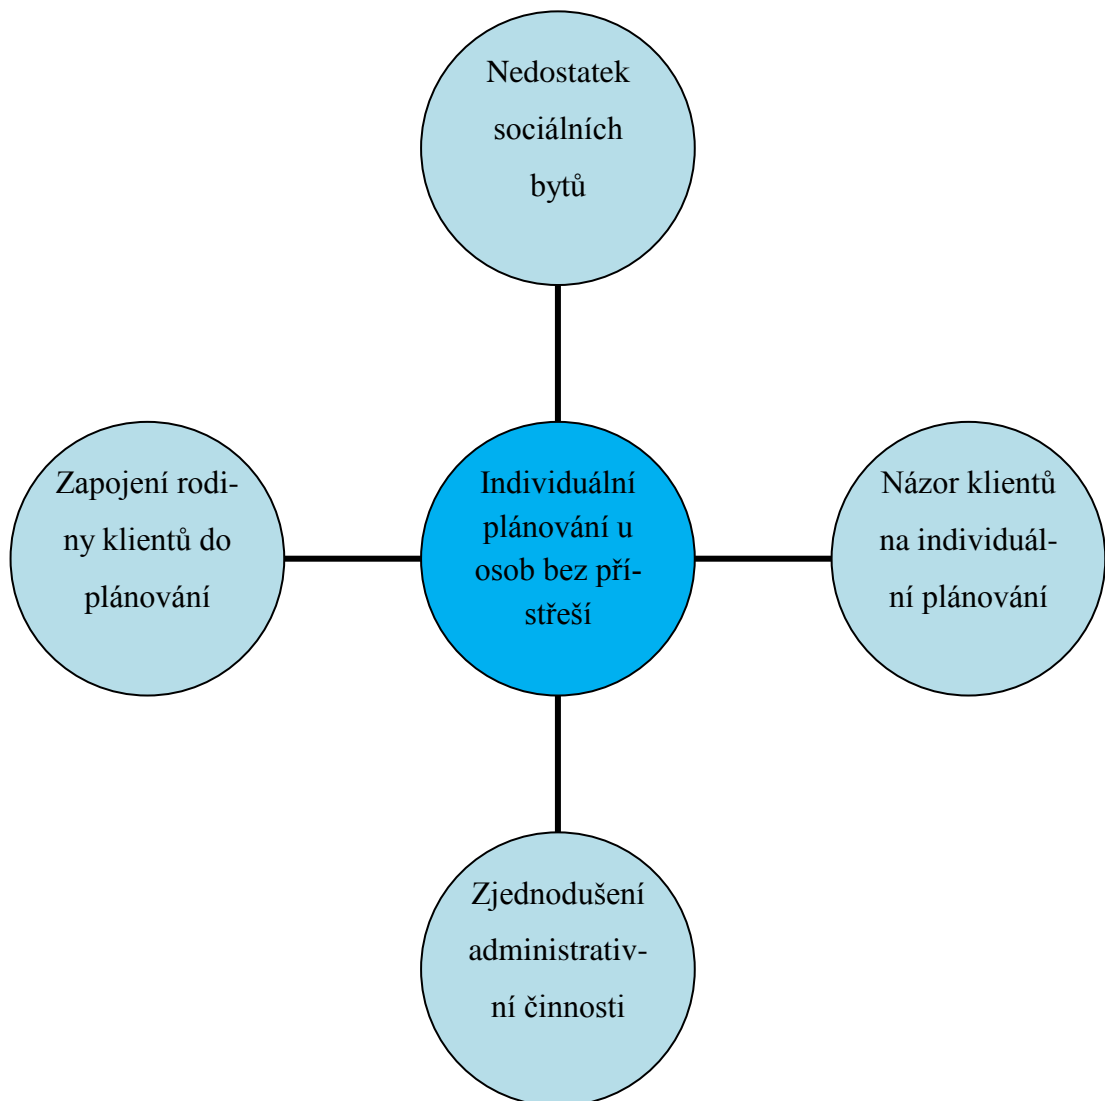 Nedostatek
sociálních
bytů
Zapojení rodi-
ny klientů do
plánování
Individuální
plánování u
osob bez pří-
střeší
Názor klientů
na individuál-
ní plánování
Zjednodušení
administrativ-
ní činnosti